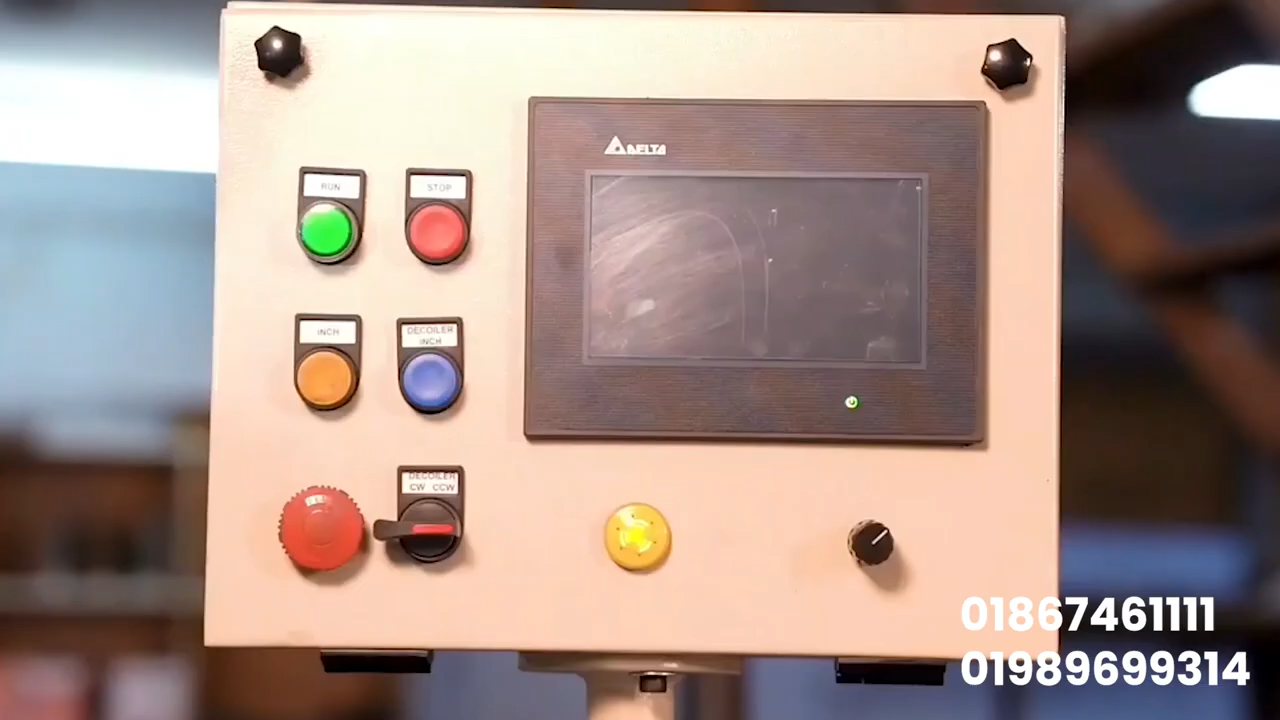 DELTA
RUN
STOP
INCH
DECOILER
INCH
DECOILER
CW CCW
01867461111
01989699314